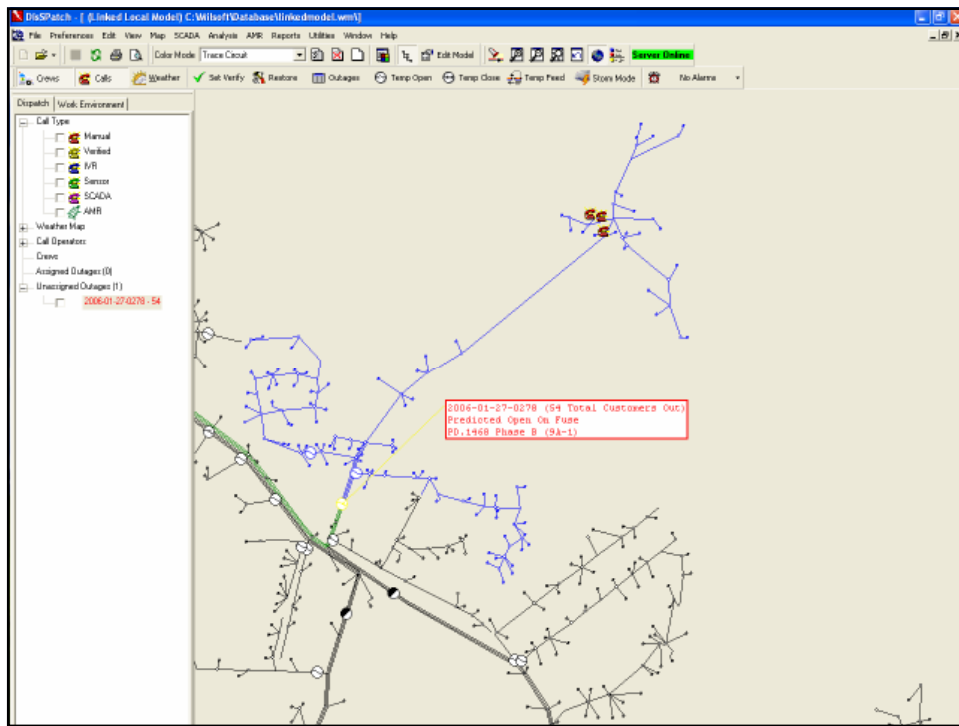 DisSPatch - [ (Linked Local Model) C:\Wilsoft\Database\linkedmodel.wm\]
File Preferences Edit View Map SCADA Analysis AMR Reports Utilities Window Help
Color Mode Trace Circuit Edit Model Server Online
Crews Calls Weather Set Verify Restore Outages Temp Open Temp Close Temp Feed Storm Mode No Alarms
Dispatch Work Environment
Call Type
Manual
Verified
IVR
Sensor
SCADA
AMR
Weather Map
Call Operators
Crews
Assigned Outages (0)
Unassigned Outages (1)
2006-01-27-0278 - 54
2006-01-27-0278 (54 Total Customers Out)
Predicted Open On Fuse
PD.1468 Phase B (9A-1)